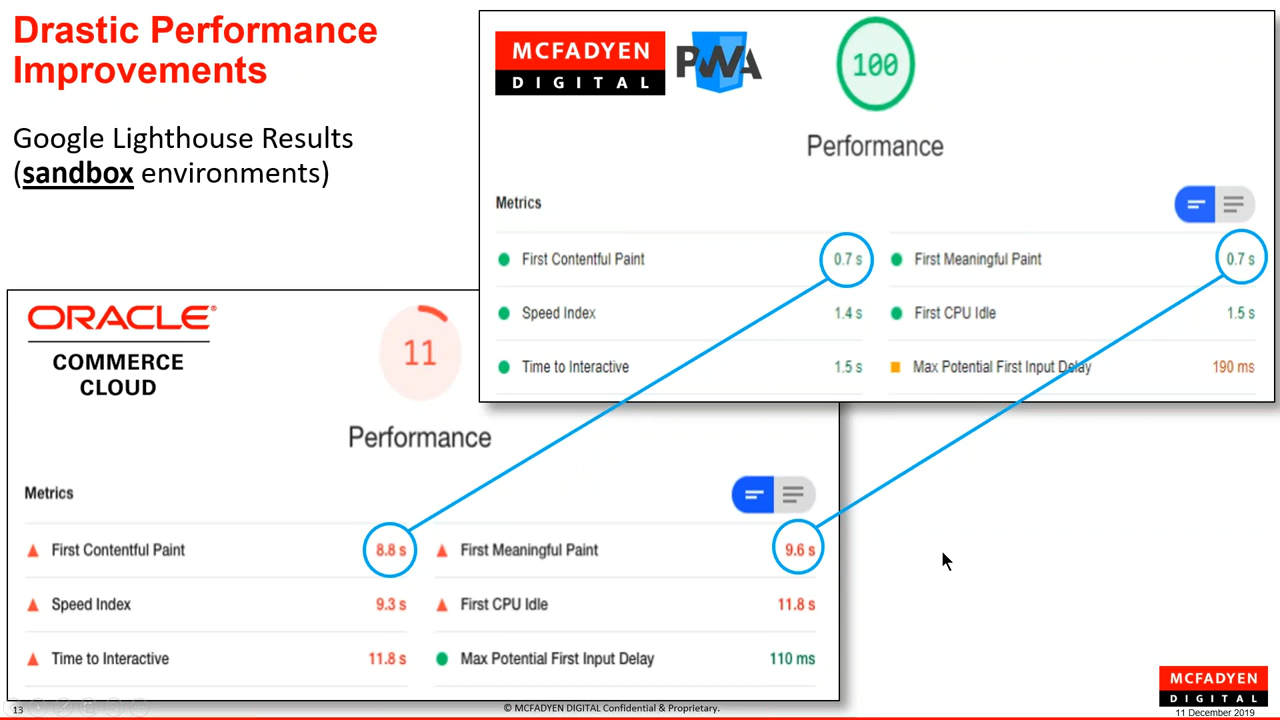 Drastic Performance
Improvements
Google Lighthouse Results
(sandbox environments)
MCFADYEN
DIGITAL
PWA
100
Performance
Metrics
First Contentful Paint 0.7 s
First Meaningful Paint 0.7 s
Speed Index 1.4 s
First CPU Idle 1.5 s
Time to Interactive 1.5 s
Max Potential First Input Delay 190 ms
ORACLE®
COMMERCE
CLOUD
11
Performance
Metrics
First Contentful Paint 8.8 s
First Meaningful Paint 9.6 s
Speed Index 9.3 s
First CPU Idle 11.8 s
Time to Interactive 11.8 s
Max Potential First Input Delay 110 ms
13
© MCFADYEN DIGITAL Confidential & Proprietary.
MCFADYEN
DIGITAL
11 December 2019